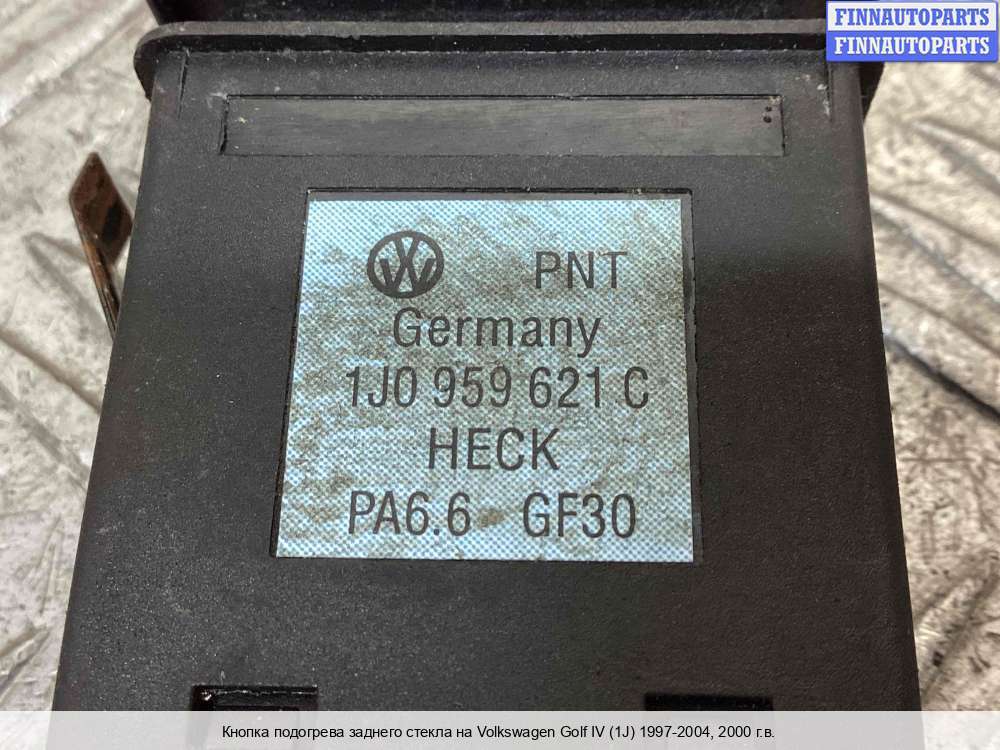 FINNAUTOPARTS
FINNAUTOPARTS
PNT
Germany
1J0 959 621 C
HECK
PA6.6 GF30
Кнопка подогрева заднего стекла на Volkswagen Golf IV (1J) 1997-2004, 2000 г.в.